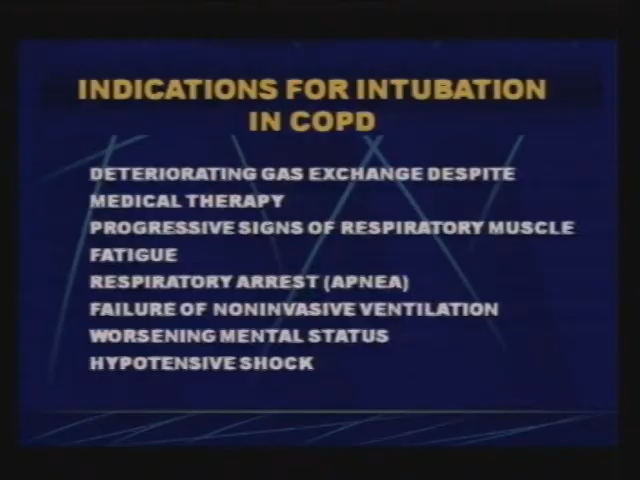 INDICATIONS FOR INTUBATION
IN COPD
DETERIORATING GAS EXCHANGE DESPITE
MEDICAL THERAPY
PROGRESSIVE SIGNS OF RESPIRATORY MUSCLE
FATIGUE
RESPIRATORY ARREST (APNEA)
FAILURE OF NONINVASIVE VENTILATION
WORSENING MENTAL STATUS
HYPOTENSIVE SHOCK